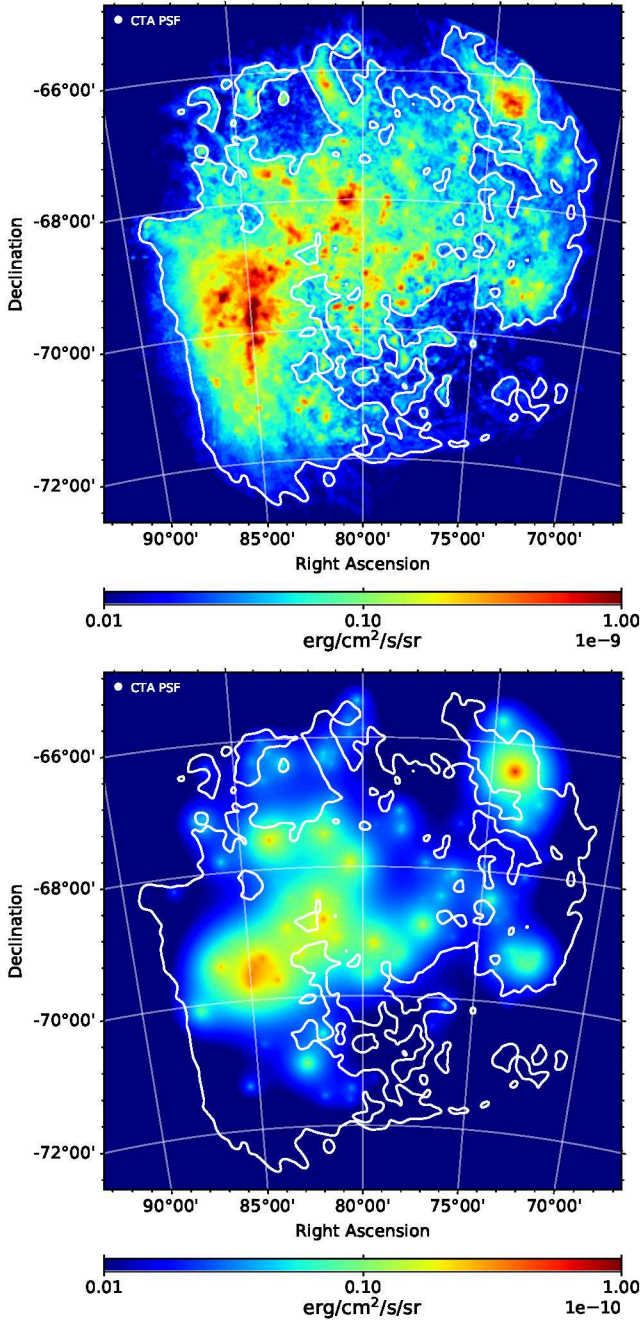 CTA PSF
-66°00'
-68°00'
-70°00'
-72°00'
Declination
90°00' 85°00' 80°00' 75°00' 70°00'
Right Ascension
0.01 0.10 1.00
erg/cm²/s/sr 1e−9
CTA PSF
-66°00'
-68°00'
-70°00'
-72°00'
Declination
90°00' 85°00' 80°00' 75°00' 70°00'
Right Ascension
0.01 0.10 1.00
erg/cm²/s/sr 1e−10